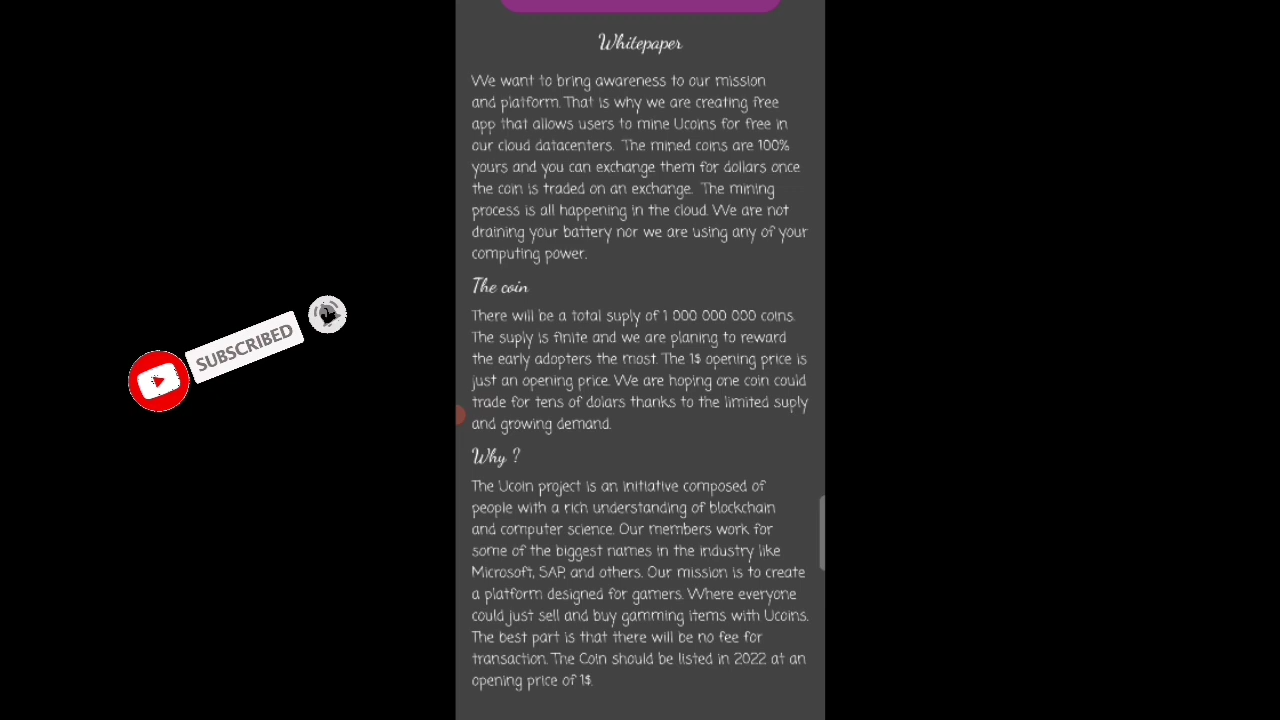 Whitepaper
We want to bring awareness to our mission
and platform. That is why we are creating free
app that allows users to mine Ucoins for free in
our cloud datacenters. The mined coins are 100%
yours and you can exchange them for dollars once
the coin is traded on an exchange. The mining
process is all happening in the cloud. We are not
draining your battery nor we are using any of your
computing power.
The coin
There will be a total suply of 1 000 000 000 coins.
The suply is finite and we are planing to reward
the early adopters the most. The 1$ opening price is
just an opening price. We are hoping one coin could
trade for tens of dolars thanks to the limited suply
and growing demand.
Why ?
The Ucoin project is an initiative composed of
people with a rich understanding of blockchain
and computer science. Our members work for
some of the biggest names in the industry like
Microsoft, SAP, and others. Our mission is to create
a platform designed for gamers. Where everyone
could just sell and buy gamming items with Ucoins.
The best part is that there will be no fee for
transaction. The Coin should be listed in 2022 at an
opening price of 1$.
SUBSCRIBED